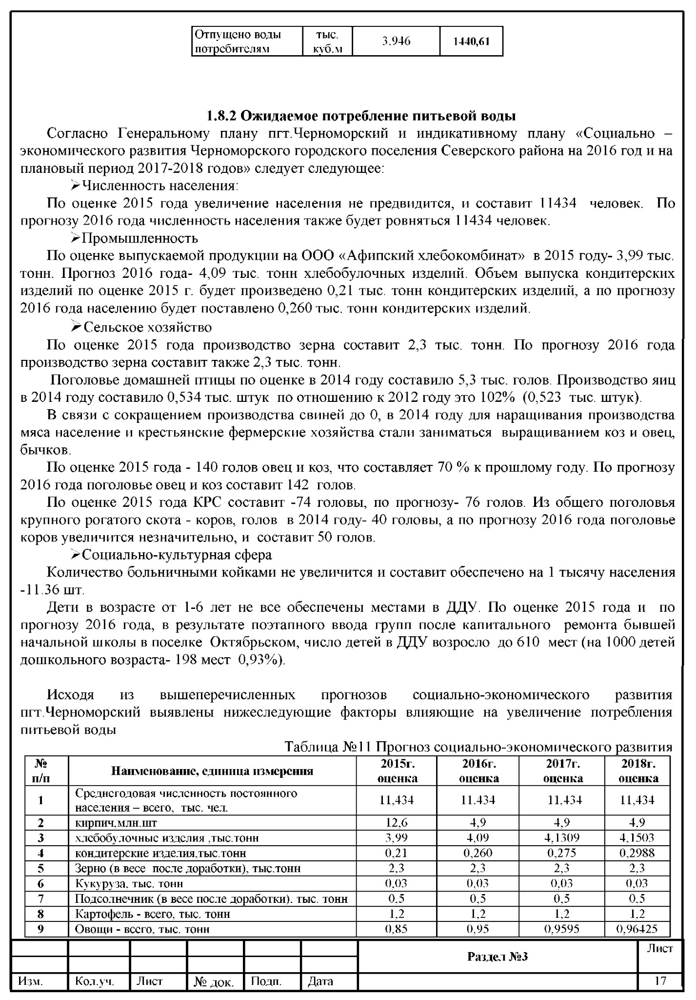 Отпущено воды тыс. 3.946 1440,61
потребителям куб.м
1.8.2 Ожидаемое потребление питьевой воды
Согласно Генеральному плану пгт.Черноморский и индикативному плану «Социально –
экономического развития Черноморского городского поселения Северского района на 2016 год и на
плановый период 2017-2018 годов» следует следующее:
➢Численность населения:
По оценке 2015 года увеличение населения не предвидится, и составит 11434 человек. По
прогнозу 2016 года численность населения также будет ровняться 11434 человек.
➢Промышленность
По оценке выпускаемой продукции на ООО «Афипский хлебокомбинат» в 2015 году- 3,99 тыс.
тонн. Прогноз 2016 года- 4,09 тыс. тонн хлебобулочных изделий. Объем выпуска кондитерских
изделий по оценке 2015 г. будет произведено 0,21 тыс. тонн кондитерских изделий, а по прогнозу
2016 года населению будет поставлено 0,260 тыс. тонн кондитерских изделий.
➢Сельское хозяйство
По оценке 2015 года производство зерна составит 2,3 тыс. тонн. По прогнозу 2016 года
производство зерна составит также 2,3 тыс. тонн.
Поголовье домашней птицы по оценке в 2014 году составило 5,3 тыс. голов. Производство яиц
в 2014 году составило 0,534 тыс. штук по отношению к 2012 году это 102% (0,523 тыс. штук).
В связи с сокращением производства свиней до 0, в 2014 году для наращивания производства
мяса население и крестьянские фермерские хозяйства стали заниматься выращиванием коз и овец,
бычков.
По оценке 2015 года - 140 голов овец и коз, что составляет 70 % к прошлому году. По прогнозу
2016 года поголовье овец и коз составит 142 голов.
По оценке 2015 года КРС составит -74 головы, по прогнозу- 76 голов. Из общего поголовья
крупного рогатого скота - коров, голов в 2014 году- 40 головы, а по прогнозу 2016 года поголовье
коров увеличится незначительно, и составит 50 голов.
➢Социально-культурная сфера
Количество больничными койками не увеличится и составит обеспечено на 1 тысячу населения
-11.36 шт.
Дети в возрасте от 1-6 лет не все обеспечены местами в ДДУ. По оценке 2015 года и по
прогнозу 2016 года, в результате поэтапного ввода групп после капитального ремонта бывшей
начальной школы в поселке Октябрьском, число детей в ДДУ возросло до 610 мест (на 1000 детей
дошкольного возраста- 198 мест 0,93%).
Исходя из вышеперечисленных прогнозов социально-экономического развития
пгт.Черноморский выявлены нижеследующие факторы влияющие на увеличение потребления
питьевой воды
Таблица №11 Прогноз социально-экономического развития
№ п/п Наименование, единица измерения 2015г. оценка 2016г. оценка 2017г. оценка 2018г. оценка
1 Среднегодовая численность постоянного населения – всего, тыс. чел. 11,434 11.434 11.434 11,434
2 кирпич,млн.шт 12,6 4,9 4,9 4,9
3 хлебобулочные изделия ,тыс.тонн 3,99 4,09 4,1309 4,1503
4 кондитерские изделия,тыс.тонн 0,21 0,260 0,275 0,2988
5 Зерно (в весе после доработки), тыс.тонн 2,3 2,3 2,3 2,3
6 Кукуруза, тыс. тонн 0,03 0,03 0,03 0,03
7 Подсолнечник (в весе после доработки). тыс. тонн 0,5 0,5 0,5 0,5
8 Картофель - всего, тыс. тонн 1,2 1,2 1,2 1,2
9 Овощи - всего, тыс. тонн 0,85 0,95 0,9595 0,96425
Раздел №3 Лист
Изм. Кол.уч. Лист № док. Подп. Дата 17